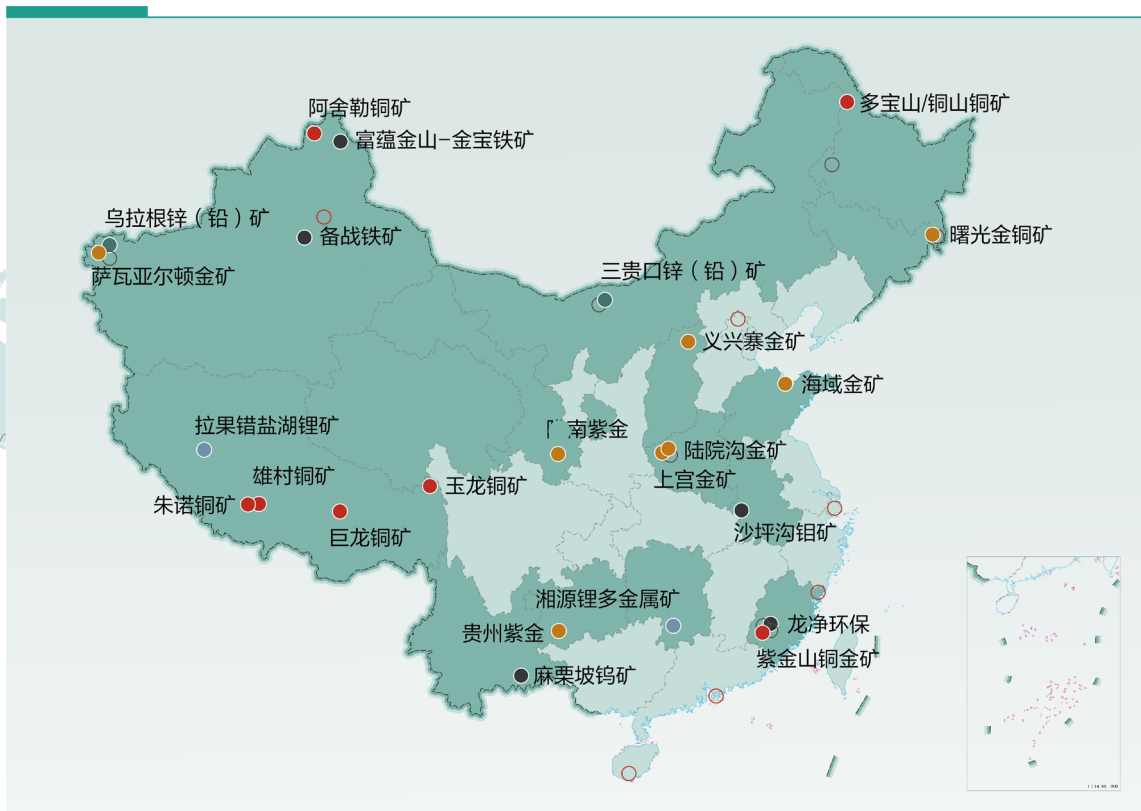 阿舍勒铜矿
多宝山/铜山铜矿
富蕴金山-金宝铁矿
乌拉根锌（铅）矿
备战铁矿
曙光金铜矿
萨瓦亚尔顿金矿
三贵口锌（铅）矿
义兴寨金矿
海域金矿
拉果错盐湖锂矿
南紫金
陆院沟金矿
雄村铜矿
上宫金矿
玉龙铜矿
朱诺铜矿
巨龙铜矿
沙坪沟钼矿
湘源锂多金属矿
龙净环保
贵州紫金
紫金山铜金矿
麻栗坡钨矿